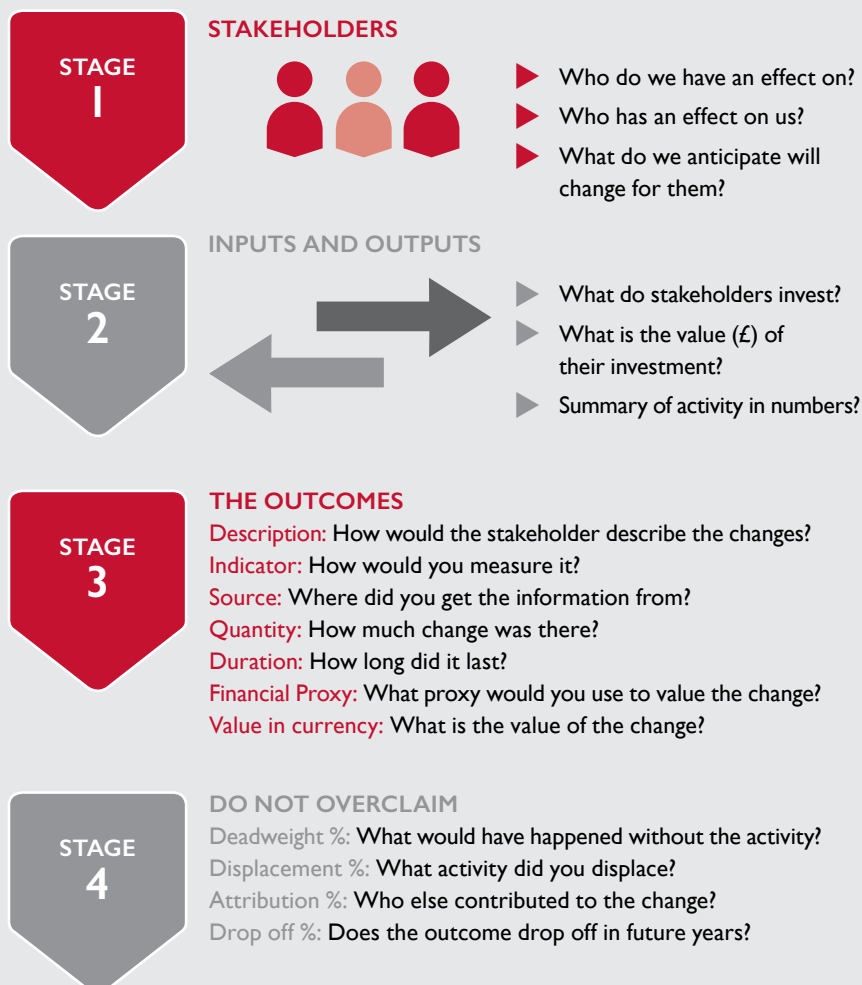 STAGE
1
STAKEHOLDERS
Who do we have an effect on?
Who has an effect on us?
What do we anticipate will
change for them?
STAGE
2
INPUTS AND OUTPUTS
What do stakeholders invest?
What is the value (£) of
their investment?
Summary of activity in numbers?
STAGE
3
THE OUTCOMES
Description: How would the stakeholder describe the changes?
Indicator: How would you measure it?
Source: Where did you get the information from?
Quantity: How much change was there?
Duration: How long did it last?
Financial Proxy: What proxy would you use to value the change?
Value in currency: What is the value of the change?
STAGE
4
DO NOT OVERCLAIM
Deadweight %: What would have happened without the activity?
Displacement %: What activity did you displace?
Attribution %: Who else contributed to the change?
Drop off %: Does the outcome drop off in future years?